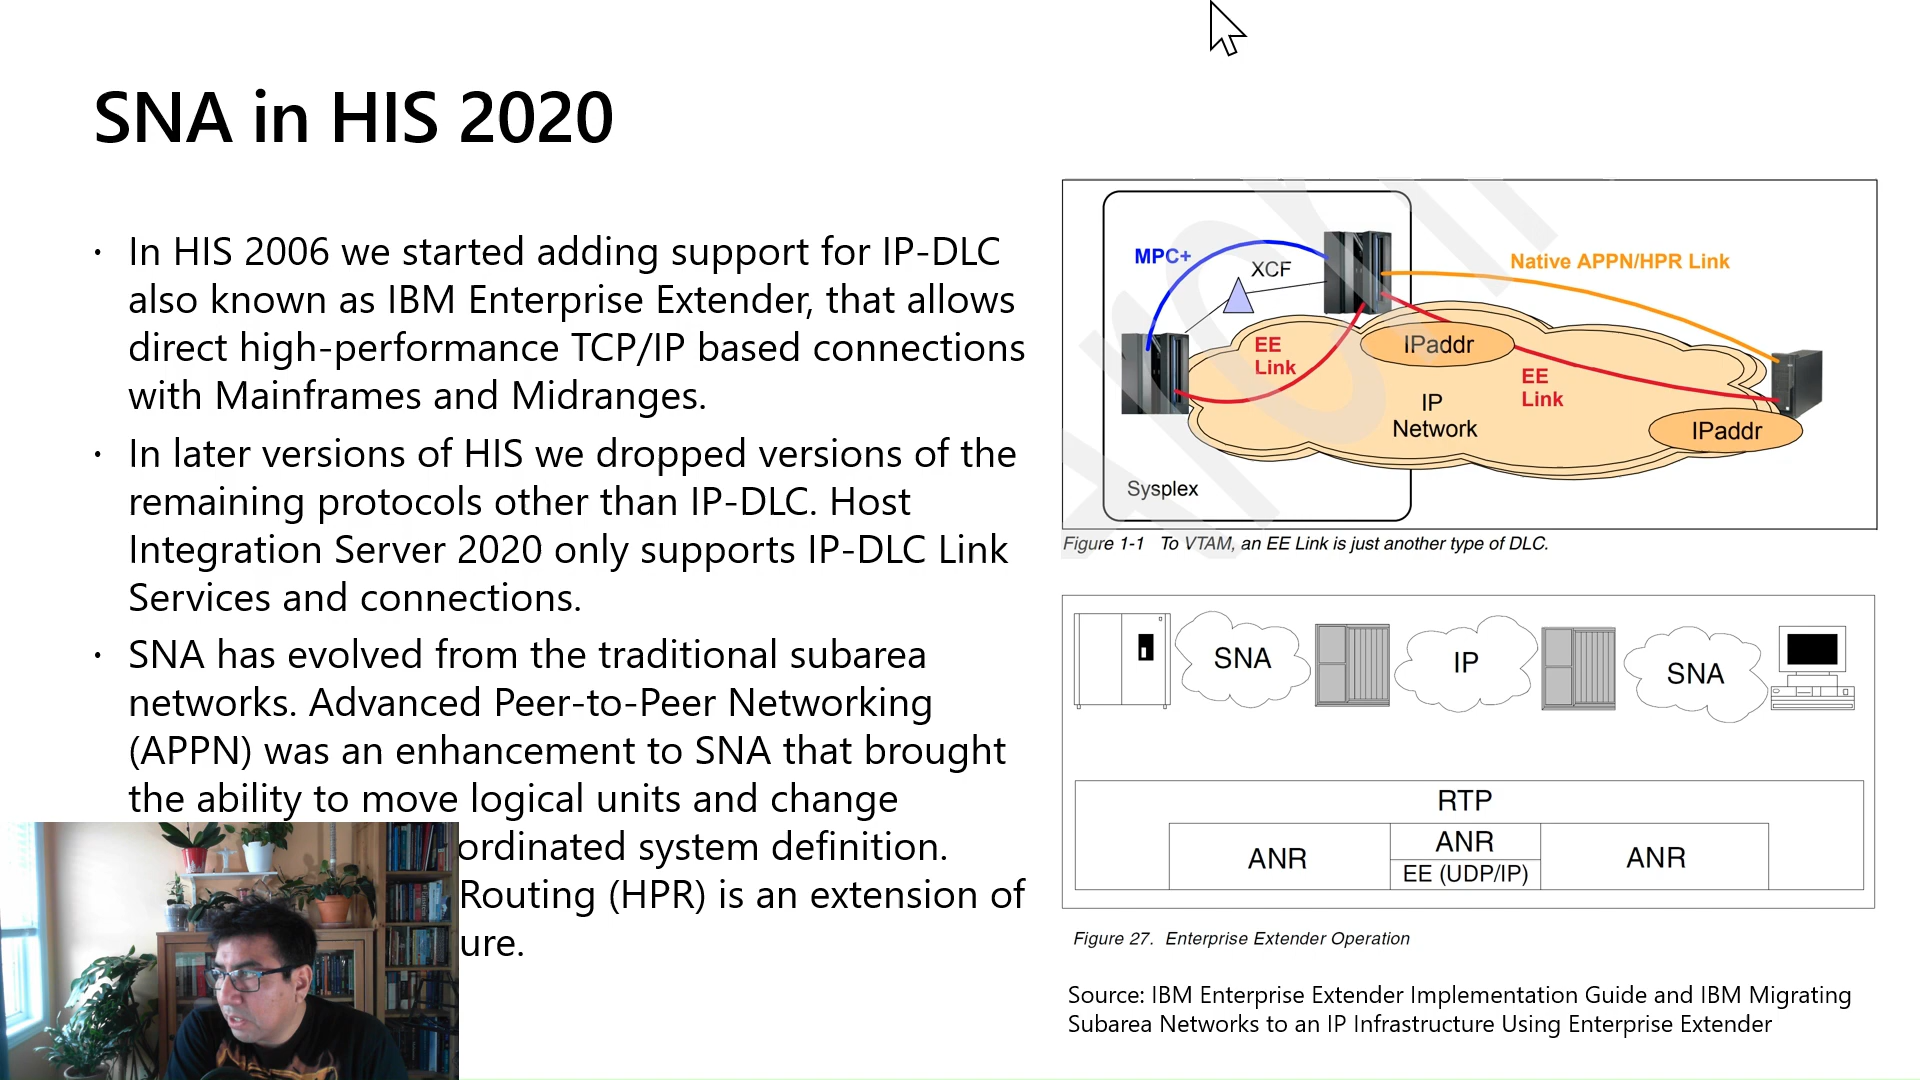 SNA in HIS 2020
· In HIS 2006 we started adding support for IP-DLC
also known as IBM Enterprise Extender, that allows
direct high-performance TCP/IP based connections
with Mainframes and Midranges.
· In later versions of HIS we dropped versions of the
remaining protocols other than IP-DLC. Host
Integration Server 2020 only supports IP-DLC Link
Services and connections.
· SNA has evolved from the traditional subarea
networks. Advanced Peer-to-Peer Networking
(APPN) was an enhancement to SNA that brought
the ability to move logical units and change
ordinated system definition.
Routing (HPR) is an extension of
ure.
MPC+
XCF
Native APPN/HPR Link
EE
Link
IPaddr
EE
Link
IP
Network
IPaddr
Sysplex
Figure 1-1 To VTAM, an EE Link is just another type of DLC.
SNA
IP
SNA
RTP
ANR
ANR
EE (UDP/IP)
ANR
Figure 27. Enterprise Extender Operation
Source: IBM Enterprise Extender Implementation Guide and IBM Migrating
Subarea Networks to an IP Infrastructure Using Enterprise Extender